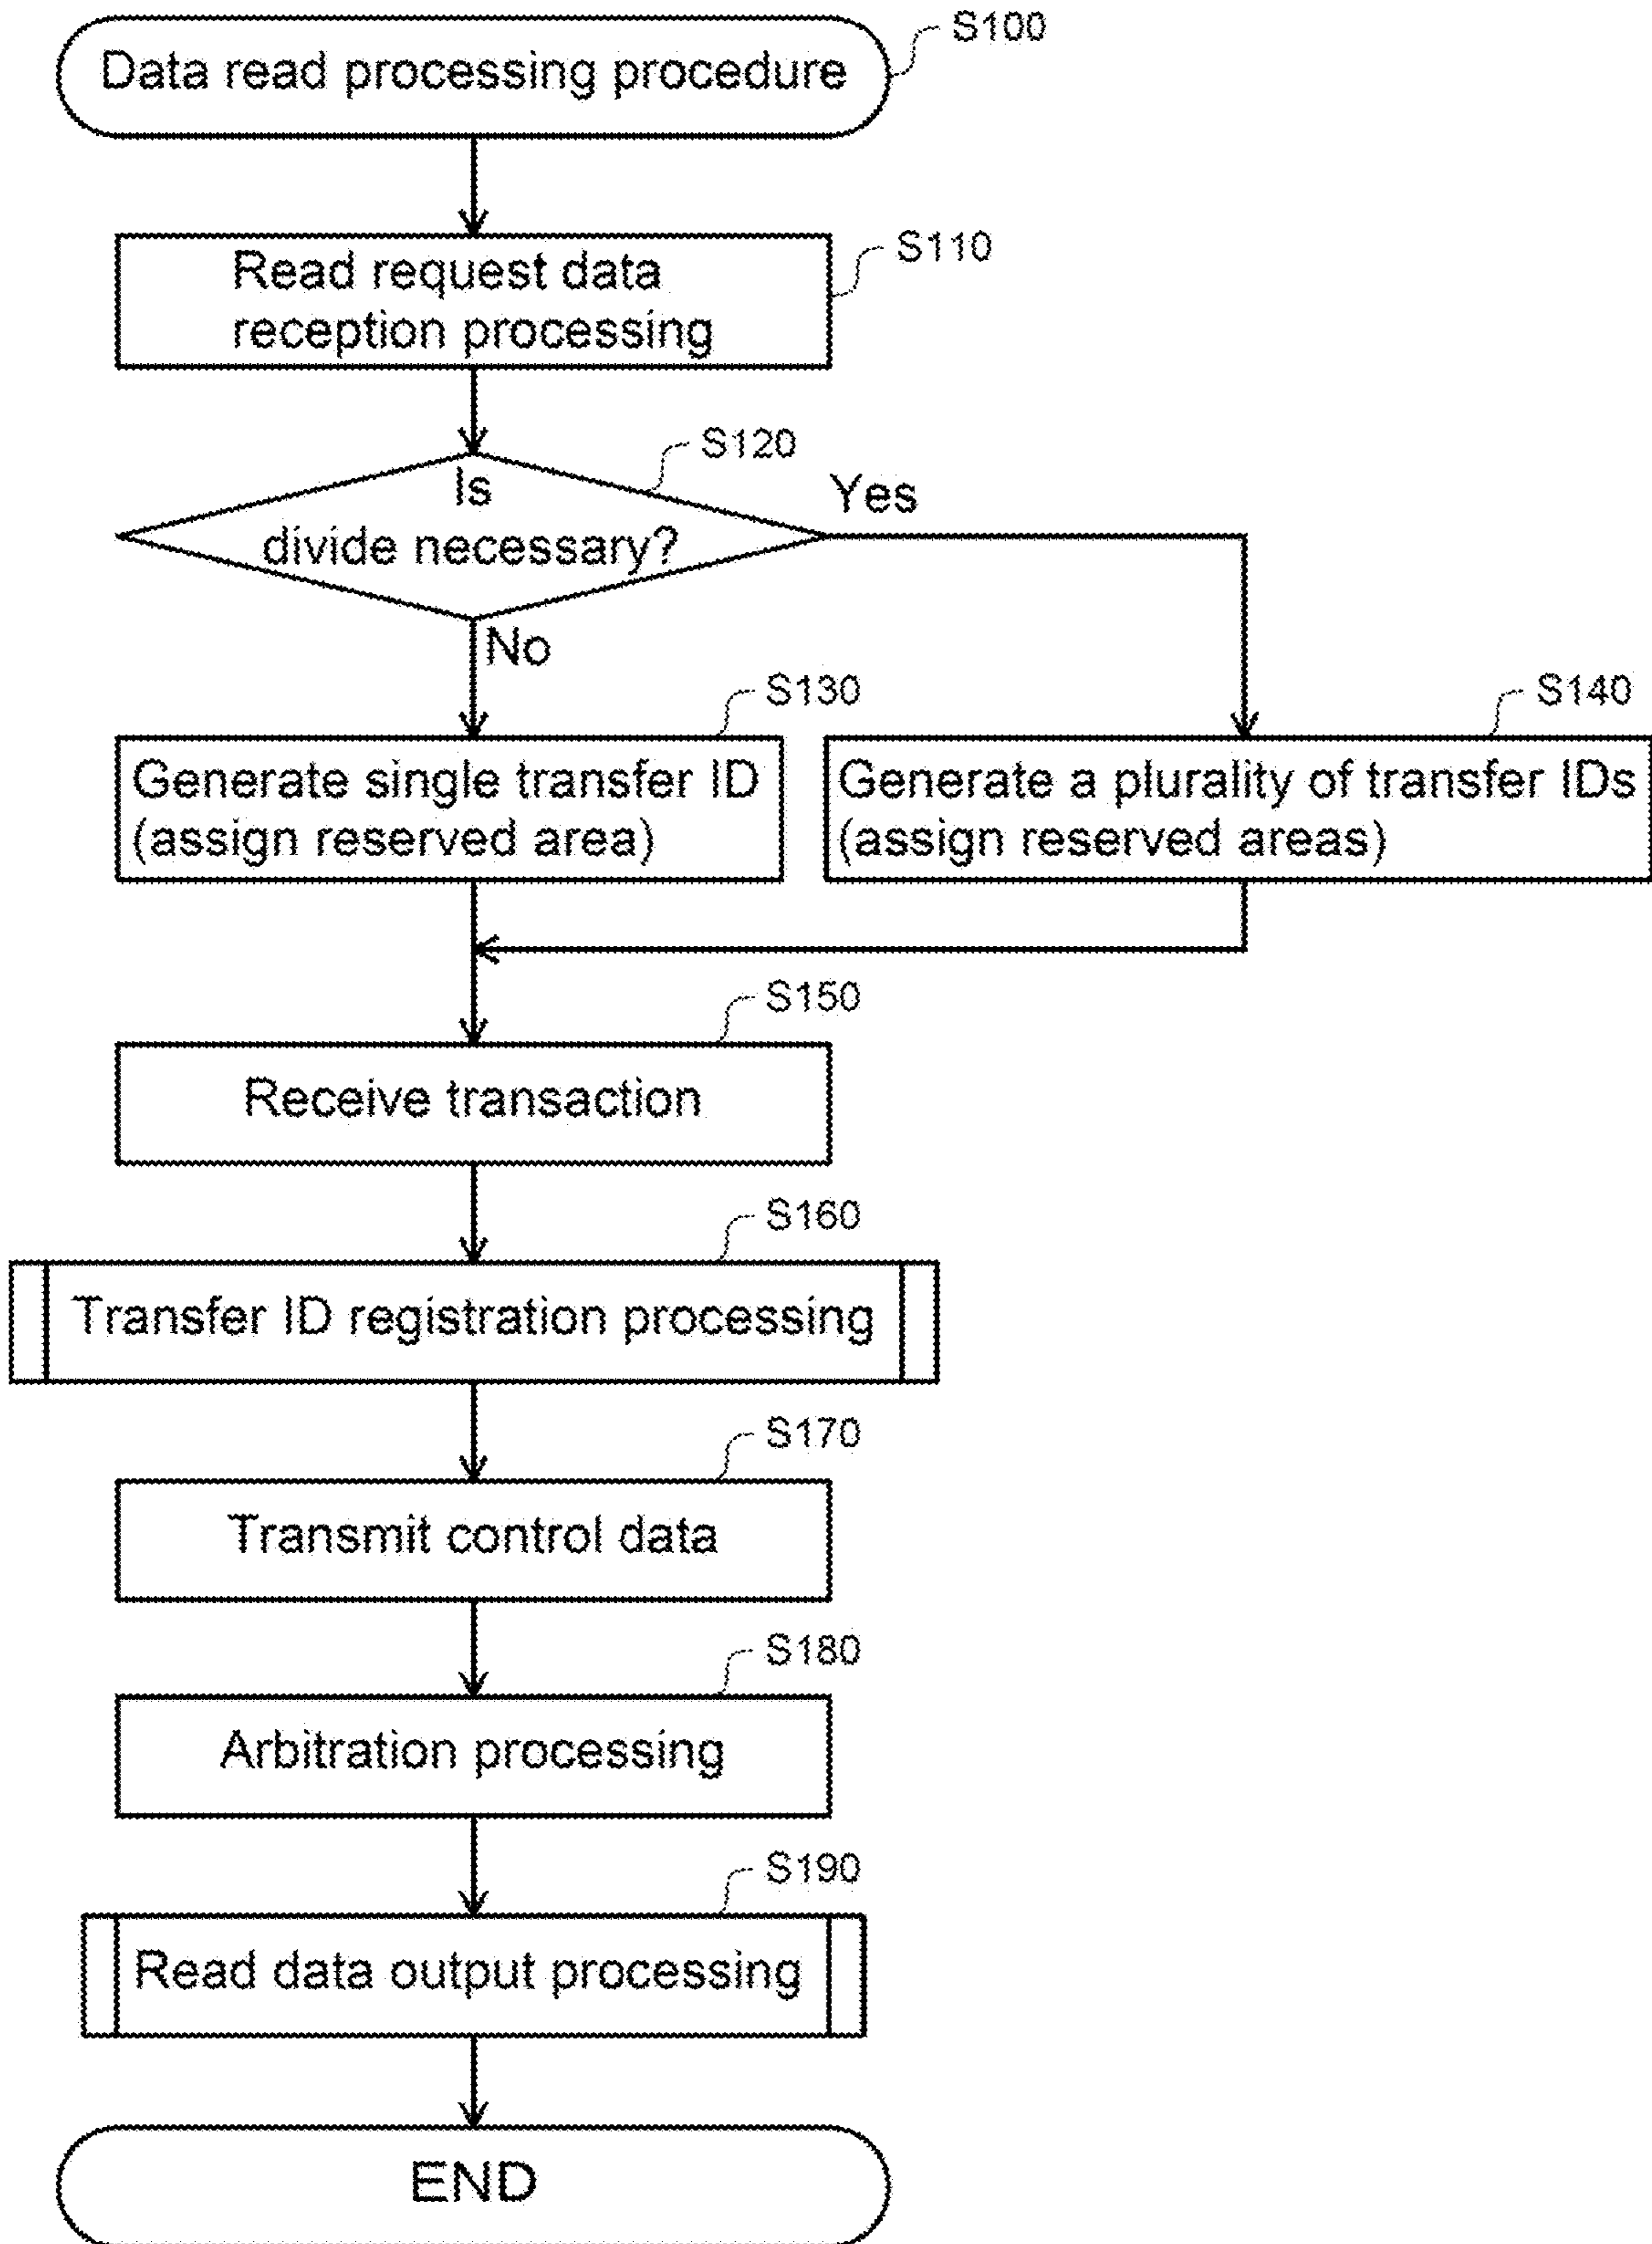 Data read processing procedure
S100
Read request data
reception processing
S110
S120
Is
divide necessary?
Yes
No
S130
Generate single transfer ID
(assign reserved area)
S140
Generate a plurality of transfer IDs
(assign reserved areas)
S150
Receive transaction
S160
Transfer ID registration processing
S170
Transmit control data
S180
Arbitration processing
S190
Read data output processing
END